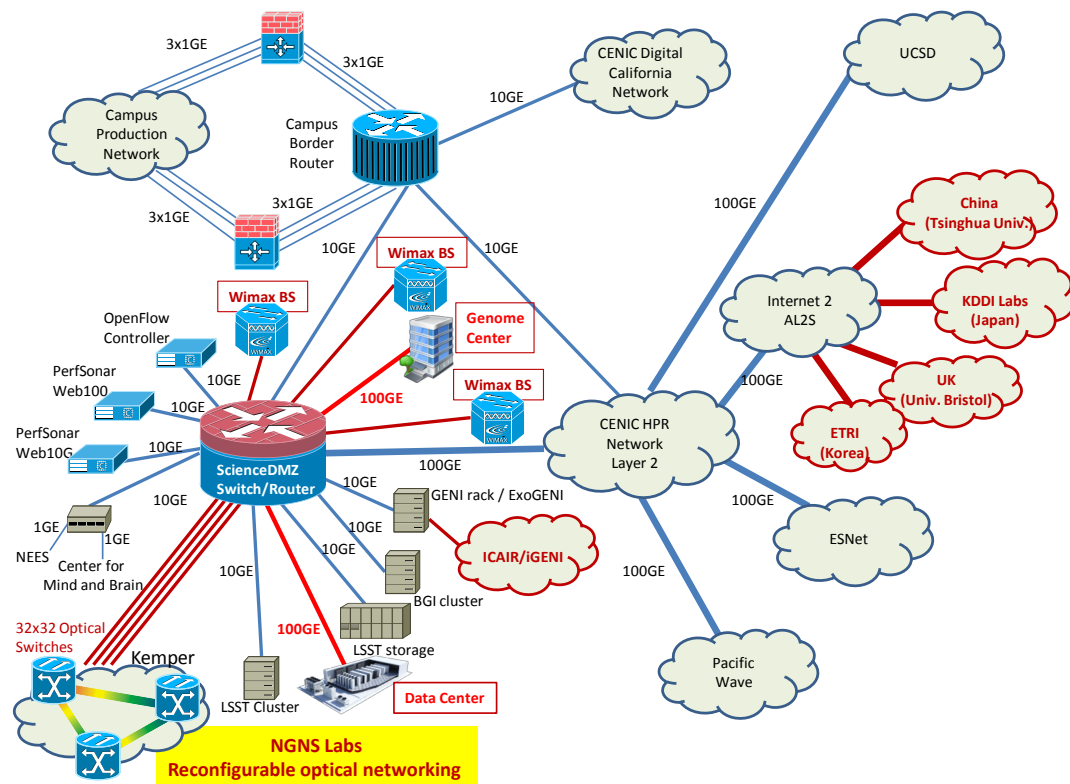 3x1GE
3x1GE
10GE
CENIC Digital
California
Network
UCSD
Campus
Production
Network
Campus
Border
Router
3x1GE
3x1GE
10GE
10GE
100GE
China
(Tsinghua Univ.)
Wimax BS
Wimax BS
Internet 2
AL2S
KDDI Labs
(Japan)
OpenFlow
Controller
WIMAX
WIMAX
Genome
Center
PerfSonar
Web100
10GE
10GE
100GE
Wimax BS
WIMAX
100GE
UK
(Univ. Bristol)
ETRI
(Korea)
PerfSonar
Web10G
10GE
CENIC HPR
Network
Layer 2
100GE
ScienceDMZ
Switch/Router
10GE
10GE
GENI rack / ExoGENI
100GE
1GE
1GE
NEES
Center for
Mind and Brain
10GE
10GE
10GE
ICAIR/iGENI
ESNet
100GE
BGI cluster
32x32 Optical
Switches
100GE
LSST storage
Kemper
LSST Cluster
Data Center
Pacific
Wave
NGNS Labs
Reconfigurable optical networking